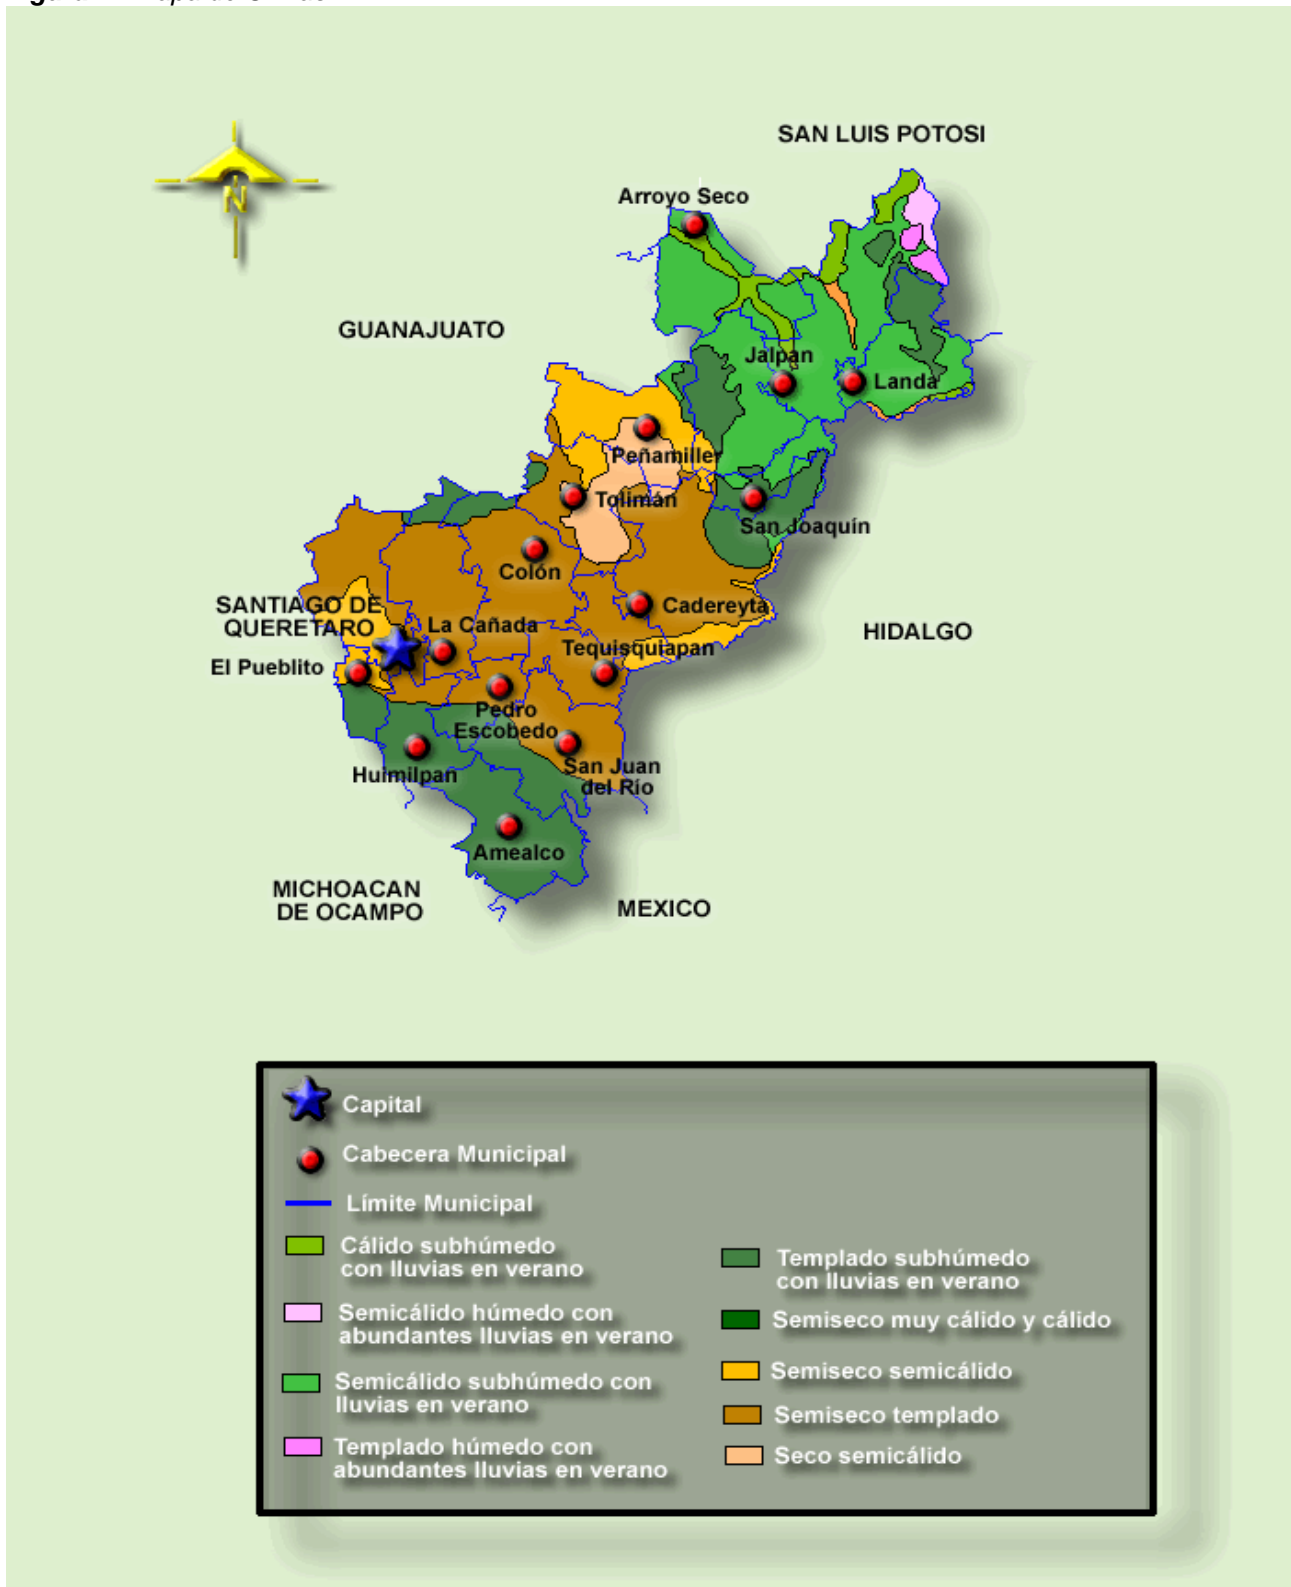 SAN LUIS POTOSI
Arroyo Seco
N
GUANAJUATO
Jalpan
Landa
Peñamiller
Tolimán
San Joaquín
Colón
SANTIAGO DE
QUERETARO
Cadereyta
La Cañada
HIDALGO
Tequisquiapan
El Pueblito
Pedro
Escobedo
Huimilpan
San Juan
del Río
Amealco
MICHOACAN
DE OCAMPO
MEXICO
Capital
Cabecera Municipal
Límite Municipal
Cálido subhúmedo
con lluvias en verano
Semicálido húmedo con
abundantes lluvias en verano
Semicálido subhúmedo con
lluvias en verano
Templado húmedo con
abundantes lluvias en verano
Templado subhúmedo
con lluvias en verano
Semiseco muy cálido y cálido
Semiseco semicálido
Semiseco templado
Seco semicálido